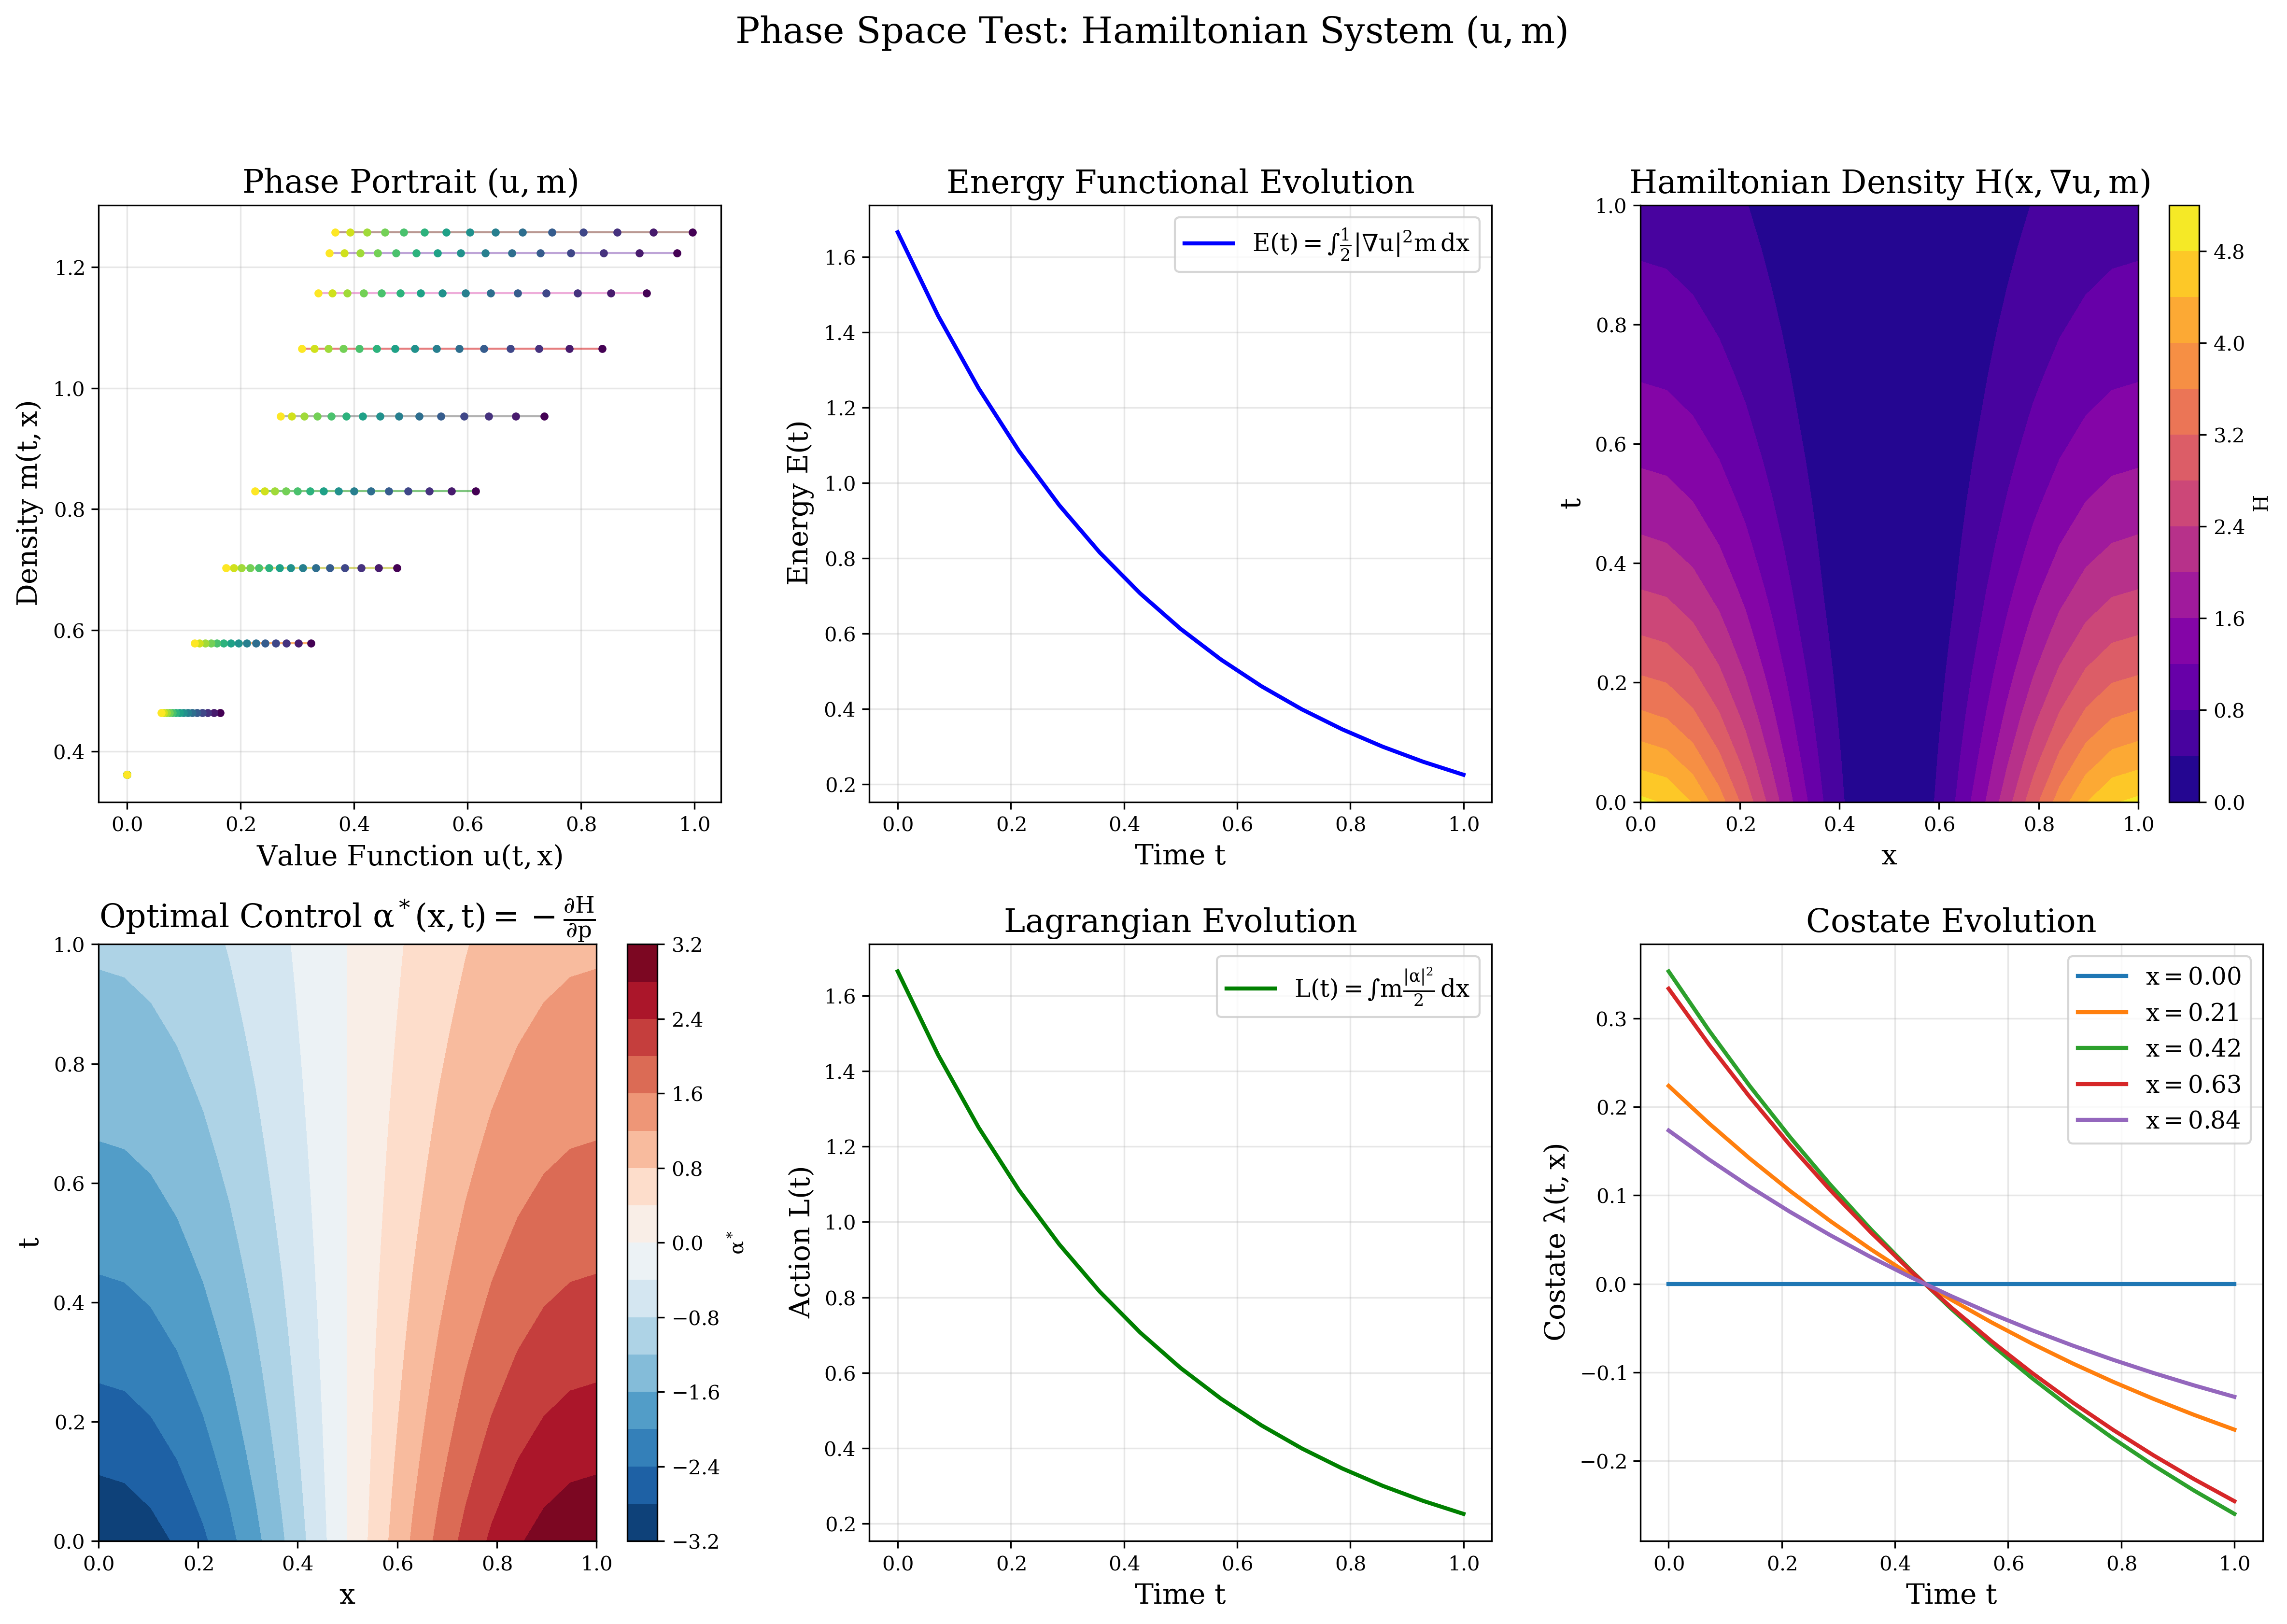 Phase Space Test: Hamiltonian System (u, m)
Phase Portrait (u, m)
Density m(t, x)
1.2
1.0
0.8
0.6
0.4
0.0 0.2 0.4 0.6 0.8 1.0
Value Function u(t, x)
Energy Functional Evolution
E(t) = ∫½|∇u|²m dx
Energy E(t)
1.6
1.4
1.2
1.0
0.8
0.6
0.4
0.2
0.0 0.2 0.4 0.6 0.8 1.0
Time t
Hamiltonian Density H(x, ∇u, m)
t
1.0
0.8
0.6
0.4
0.2
0.0
0.0 0.2 0.4 0.6 0.8 1.0
x
4.8
4.0
3.2
2.4
1.6
0.8
0.0
H
Optimal Control α*(x, t) = −∂H/∂p
t
1.0
0.8
0.6
0.4
0.2
0.0
0.0 0.2 0.4 0.6 0.8 1.0
x
3.2
2.4
1.6
0.8
0.0
−0.8
−1.6
−2.4
−3.2
α*
Lagrangian Evolution
L(t) = ∫m|α|²/2 dx
Action L(t)
1.6
1.4
1.2
1.0
0.8
0.6
0.4
0.2
0.0 0.2 0.4 0.6 0.8 1.0
Time t
Costate Evolution
x = 0.00
x = 0.21
x = 0.42
x = 0.63
x = 0.84
Costate λ(t, x)
0.3
0.2
0.1
0.0
−0.1
−0.2
0.0 0.2 0.4 0.6 0.8 1.0
Time t